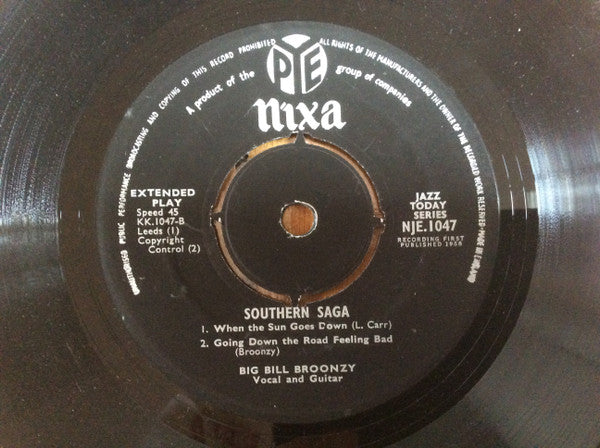 UNAUTHORISED PUBLIC PERFORMANCE BROADCASTING AND COPYING OF THIS RECORD PROHIBITED
ALL RIGHTS OF THE MANUFACTURERS AND THE OWNER OF THE RECORDED WORK RESERVED·MADE IN ENGLAND
A product of the PYE group of companies
nixa
EXTENDED
PLAY
Speed 45
KK.1047-B
Leeds (1)
Copyright
Control (2)
JAZZ
TODAY
SERIES
NJE.1047
RECORDING FIRST
PUBLISHED 1958
SOUTHERN SAGA
1. When the Sun Goes Down (L. Carr)
2. Going Down the Road Feeling Bad
(Broonzy)
BIG BILL BROONZY
Vocal and Guitar